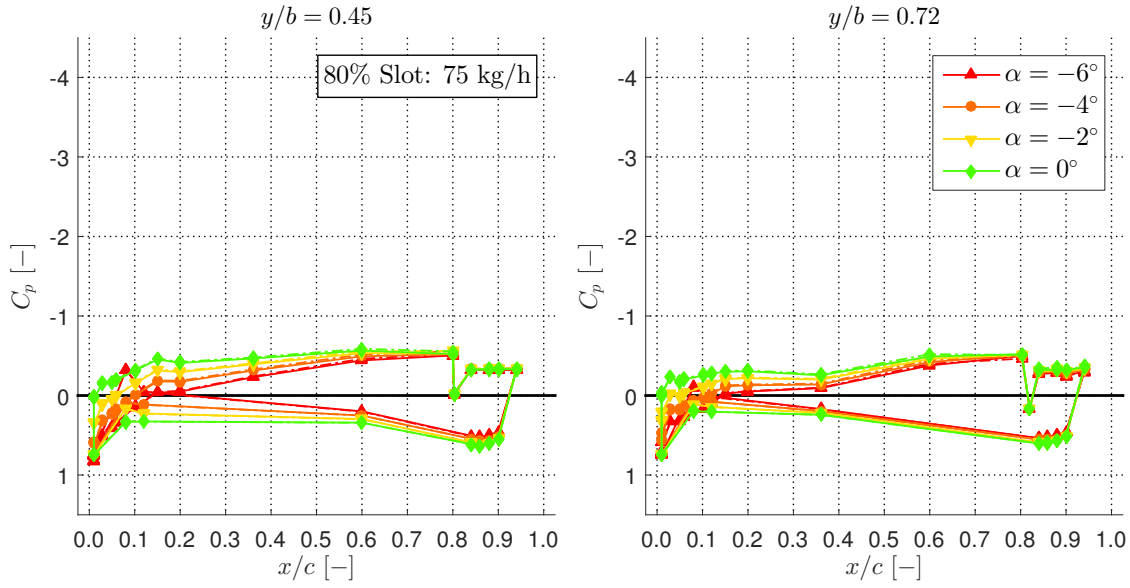 y/b = 0.45
80% Slot: 75 kg/h
-4
-3
-2
-1
0
1
C_p [−]
0.0 0.1 0.2 0.3 0.4 0.5 0.6 0.7 0.8 0.9 1.0
x/c [−]
y/b = 0.72
α = −6°
α = −4°
α = −2°
α = 0°
-4
-3
-2
-1
0
1
C_p [−]
0.0 0.1 0.2 0.3 0.4 0.5 0.6 0.7 0.8 0.9 1.0
x/c [−]